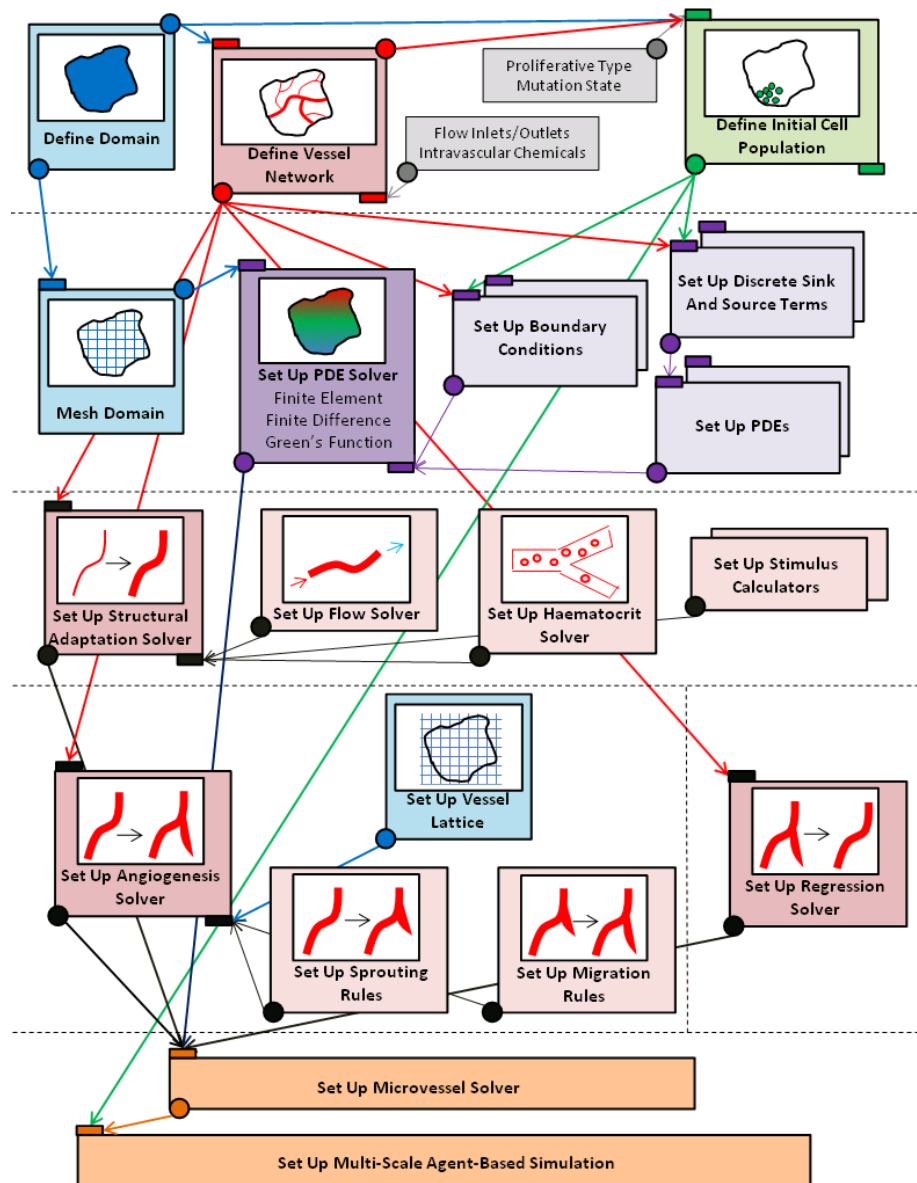 Define Domain
Define Vessel
Network
Proliferative Type
Mutation State
Flow Inlets/Outlets
Intravascular Chemicals
Define Initial Cell
Population
Mesh Domain
Set Up PDE Solver
Finite Element
Finite Difference
Green's Function
Set Up Boundary
Conditions
Set Up Discrete Sink
And Source Terms
Set Up PDEs
Set Up Structural
Adaptation Solver
Set Up Flow Solver
Set Up Haematocrit
Solver
Set Up Stimulus
Calculators
Set Up Angiogenesis
Solver
Set Up Vessel
Lattice
Set Up Sprouting
Rules
Set Up Migration
Rules
Set Up Regression
Solver
Set Up Microvessel Solver
Set Up Multi-Scale Agent-Based Simulation